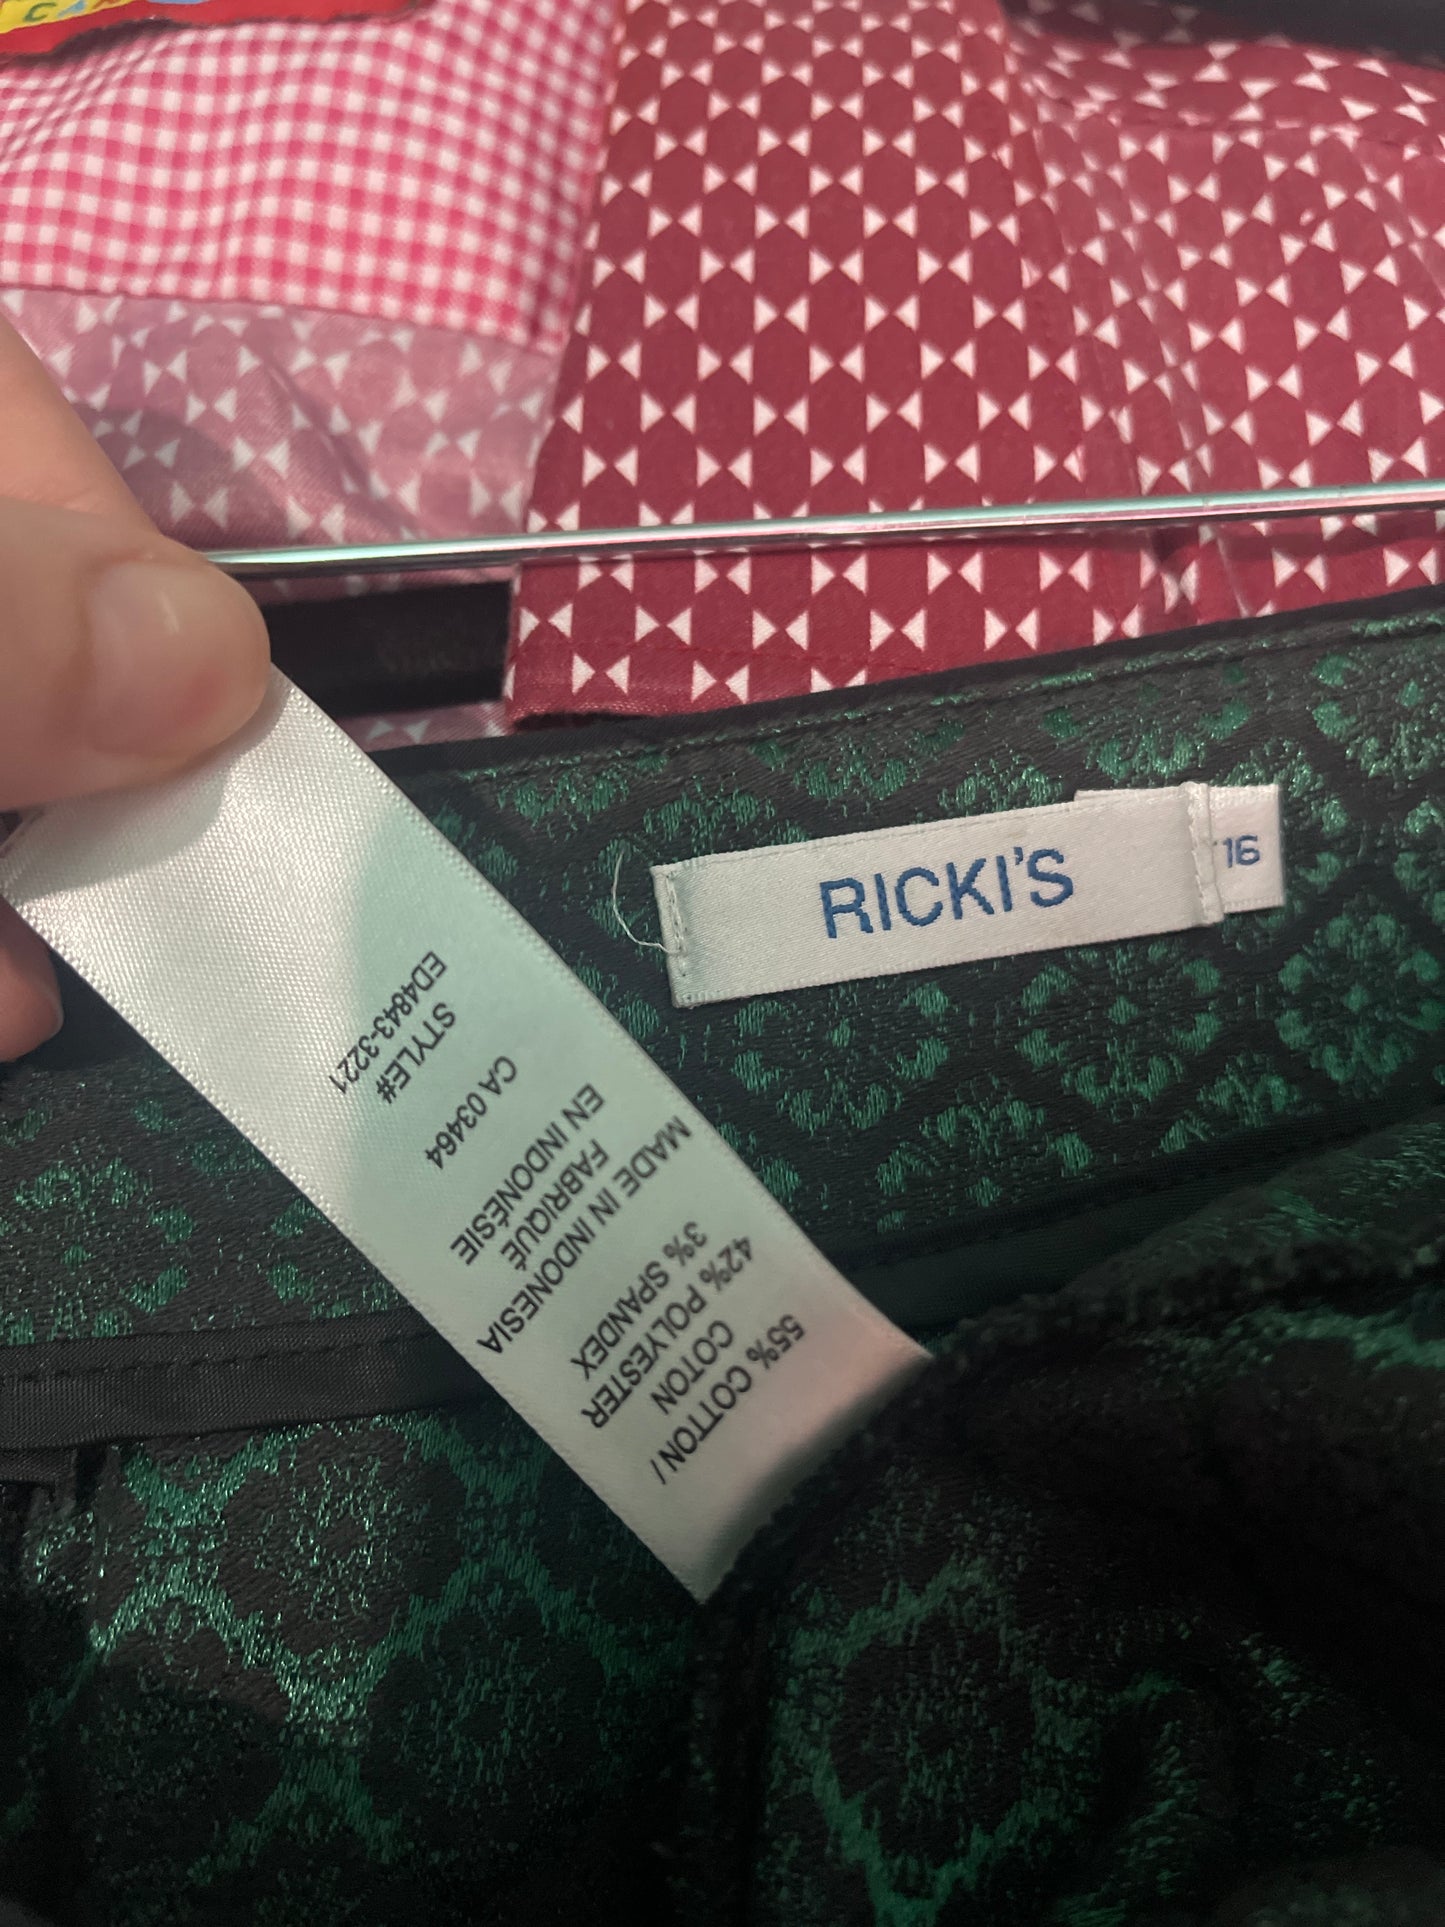 RICKI'S
16
55% COTTON /
COTON
42% POLYESTER
3% SPANDEX
MADE IN INDONESIA
FABRIQUÉ
EN INDONÉSIE
CA 03464
STYLE#
ED4843-3221